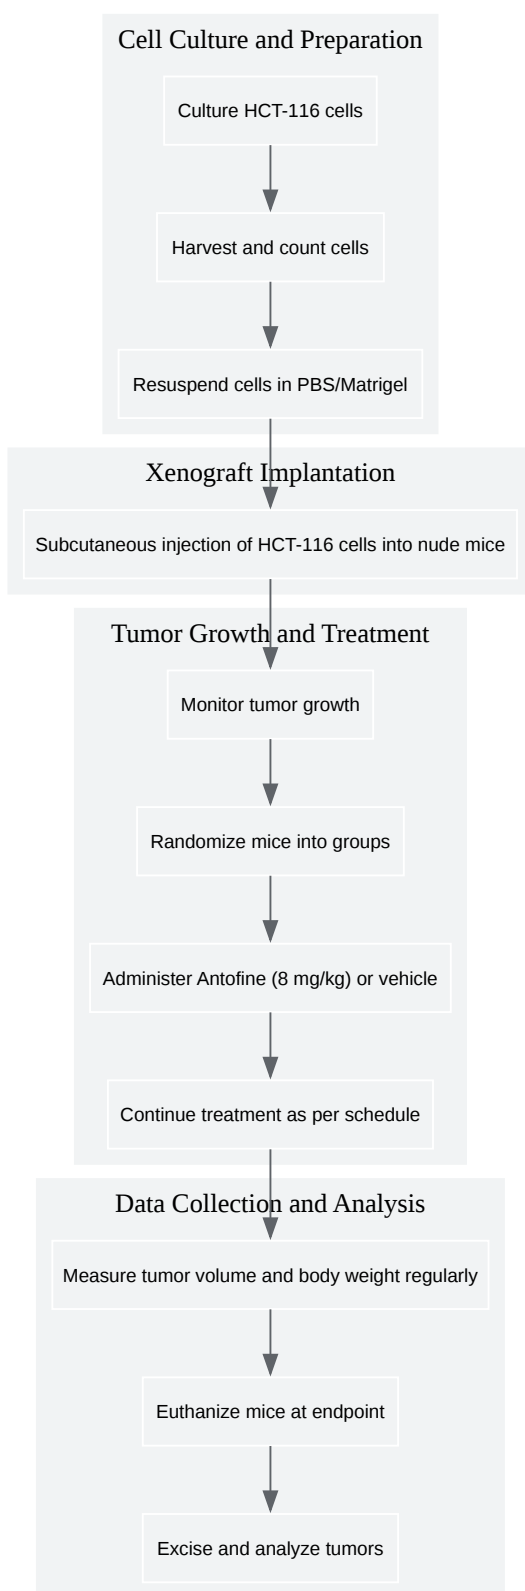 Cell Culture and Preparation
Culture HCT-116 cells
Harvest and count cells
Resuspend cells in PBS/Matrigel
Xenograft Implantation
Subcutaneous injection of HCT-116 cells into nude mice
Tumor Growth and Treatment
Monitor tumor growth
Randomize mice into groups
Administer Antofine (8 mg/kg) or vehicle
Continue treatment as per schedule
Data Collection and Analysis
Measure tumor volume and body weight regularly
Euthanize mice at endpoint
Excise and analyze tumors